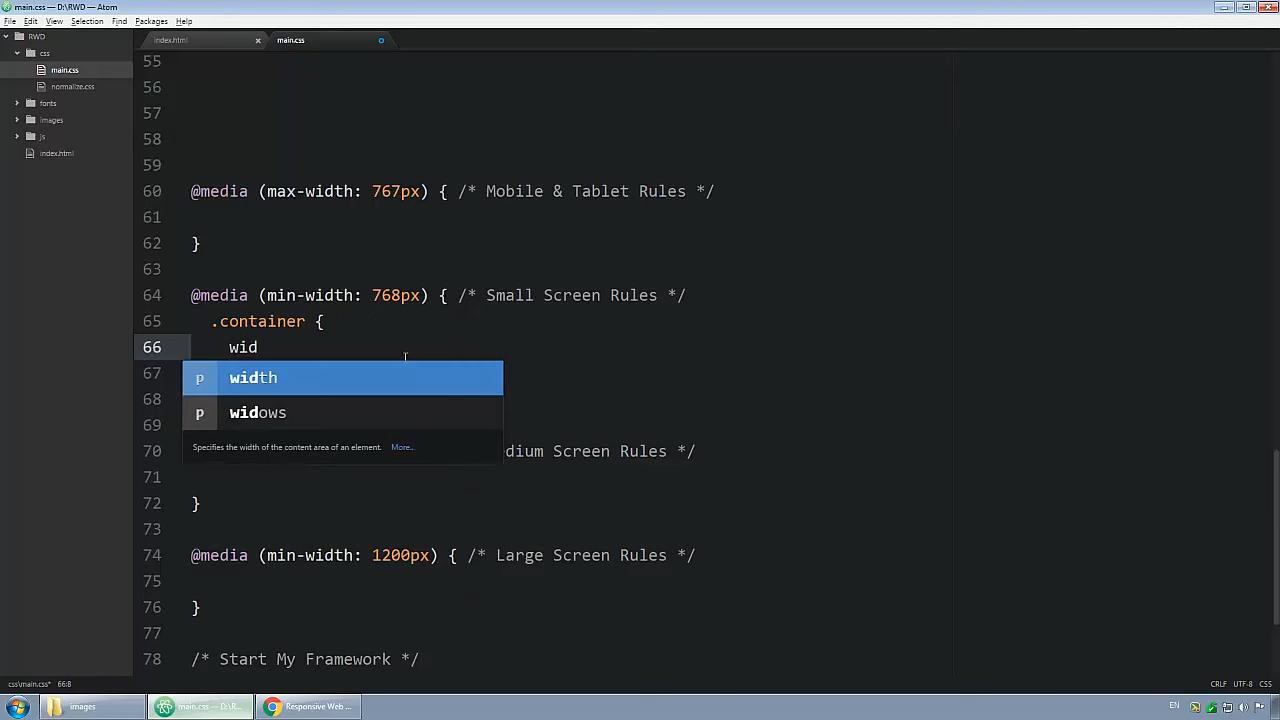 main.css — D:\RWD — Atom
File Edit View Selection Find Packages Help
RWD
css
main.css
normalize.css
fonts
images
js
index.html
index.html
main.css
55
56
57
58
59
60 @media (max-width: 767px) { /* Mobile & Tablet Rules */
61
62 }
63
64 @media (min-width: 768px) { /* Small Screen Rules */
65 .container {
66 wid
67
p width
68
p widows
69
Specifies the width of the content area of an element. More...
70 dium Screen Rules */
71
72 }
73
74 @media (min-width: 1200px) { /* Large Screen Rules */
75
76 }
77
78 /* Start My Framework */
css\main.css* 66:8 CRLF UTF-8 CSS
images
main.css — D:\R...
Responsive Web ...
EN